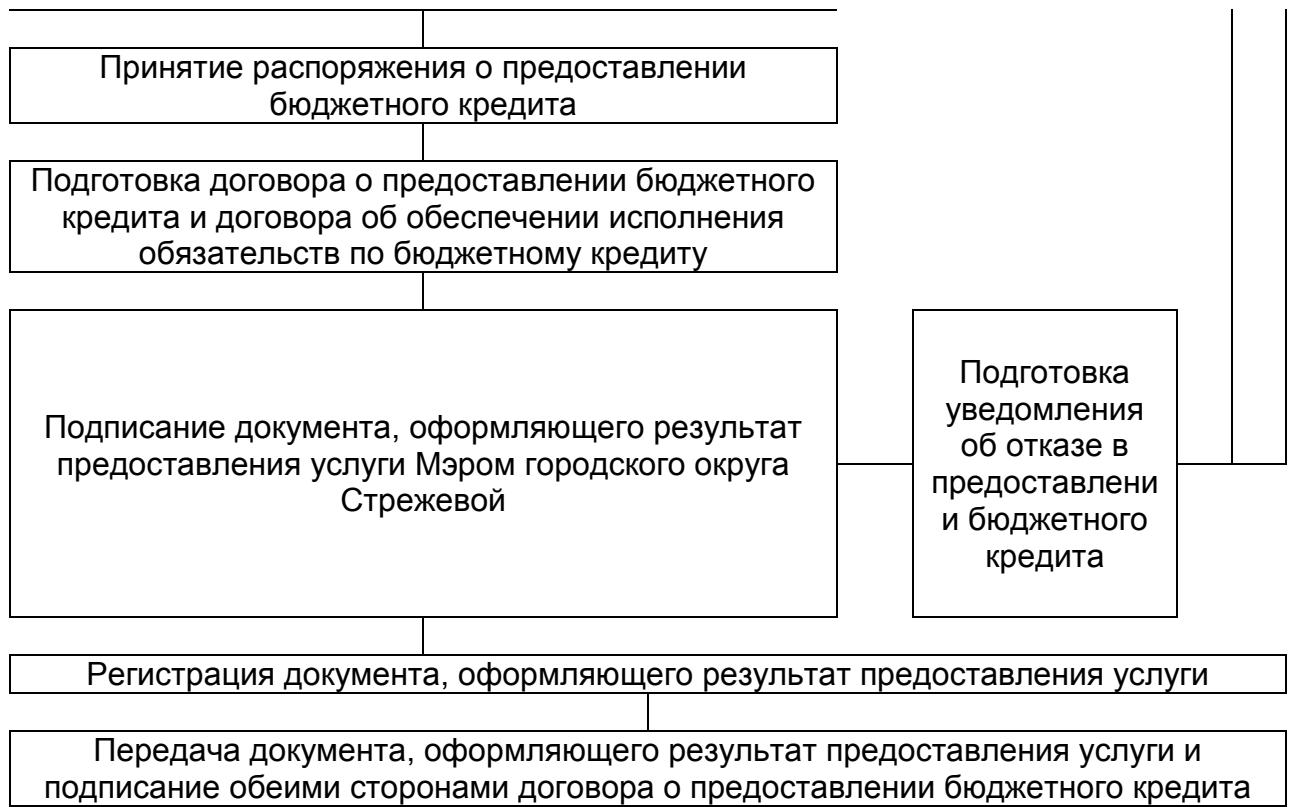 Принятие распоряжения о предоставлении
бюджетного кредита
Подготовка договора о предоставлении бюджетного
кредита и договора об обеспечении исполнения
обязательств по бюджетному кредиту
Подписание документа, оформляющего результат
предоставления услуги Мэром городского округа
Стрежевой
Подготовка
уведомления
об отказе в
предоставлени
и бюджетного
кредита
Регистрация документа, оформляющего результат предоставления услуги
Передача документа, оформляющего результат предоставления услуги и
подписание обеими сторонами договора о предоставлении бюджетного кредита